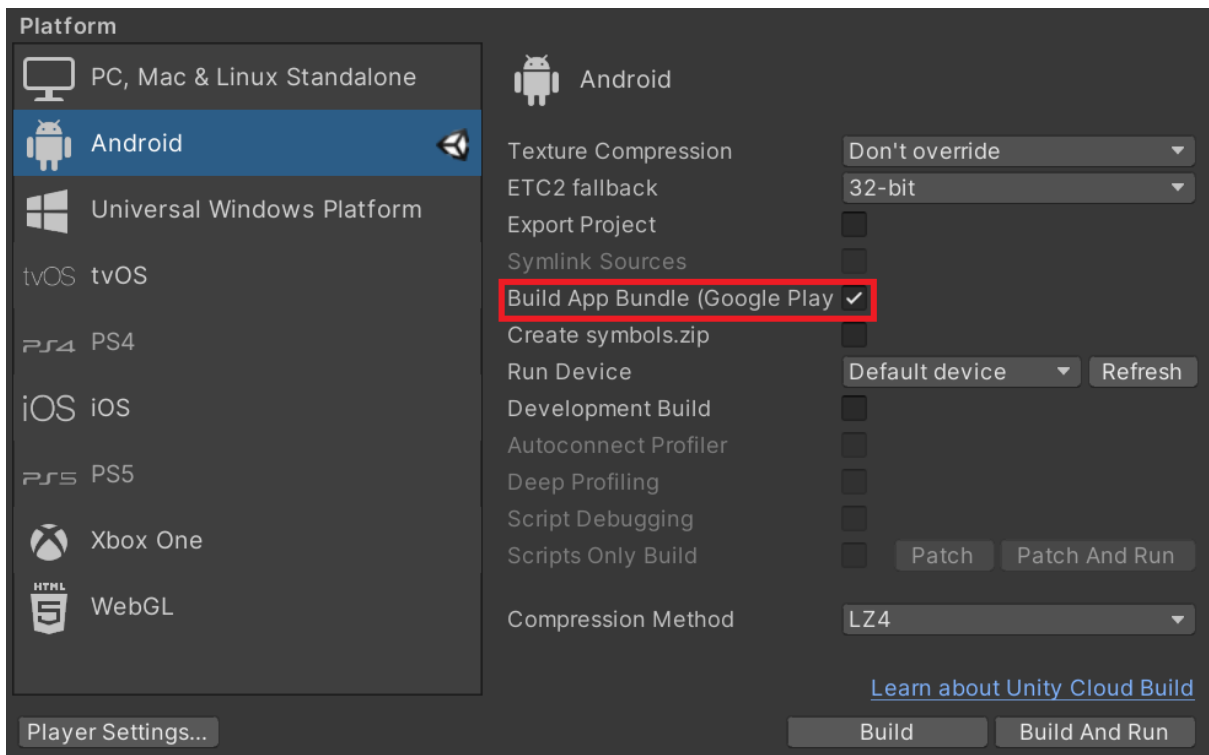 Platform
PC, Mac & Linux Standalone
Android
Universal Windows Platform
tvOS tvOS
PS4 PS4
iOS iOS
PS5 PS5
Xbox One
HTML 5 WebGL
Player Settings...
Android
Texture Compression Don't override
ETC2 fallback 32-bit
Export Project
Symlink Sources
Build App Bundle (Google Play
Create symbols.zip
Run Device Default device Refresh
Development Build
Autoconnect Profiler
Deep Profiling
Script Debugging
Scripts Only Build Patch Patch And Run
Compression Method LZ4
Learn about Unity Cloud Build
Build Build And Run